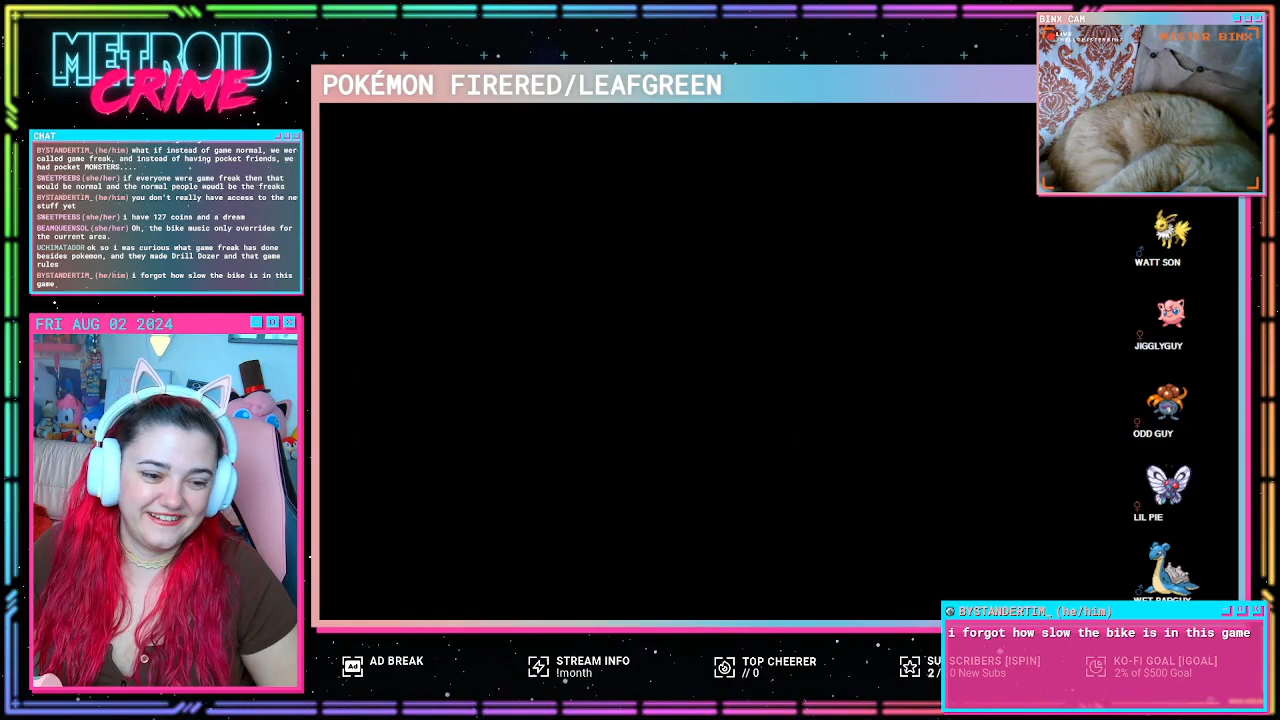 METROID
CRIME
POKÉMON FIRERED/LEAFGREEN
BINX CAM
LIVE
MISTER BINX
CHAT
BYSTANDERTIM_(he/him) what if instead of game normal, we wer
called game freak, and instead of having pocket friends, we
had pocket MONSTERS....
SWEETPEEBS(she/her) if everyone were game freak then that
would be normal and the normal people woudl be the freaks
BYSTANDERTIM_(he/him) you don't really have access to the ne
stuff yet
SWEETPEEBS(she/her) i have 127 coins and a dream
BEAMQUEENSOL(she/her) Oh, the bike music only overrides for
the current area.
UCHIMATADOR ok so i was curious what game freak has done
besides pokemon, and they made Drill Dozer and that game
rules
BYSTANDERTIM_(he/him) i forgot how slow the bike is in this
game
FRI AUG 02 2024
WATT SON
JIGGLYGUY
ODD GUY
LIL PIE
BYSTANDERTIM_(he/him)
i forgot how slow the bike is in this game
AD BREAK
STREAM INFO
!month
TOP CHEERER
// 0
SUBSCRIBERS [!SPIN]
2 / 0 New Subs
KO-FI GOAL [!GOAL]
2% of $500 Goal